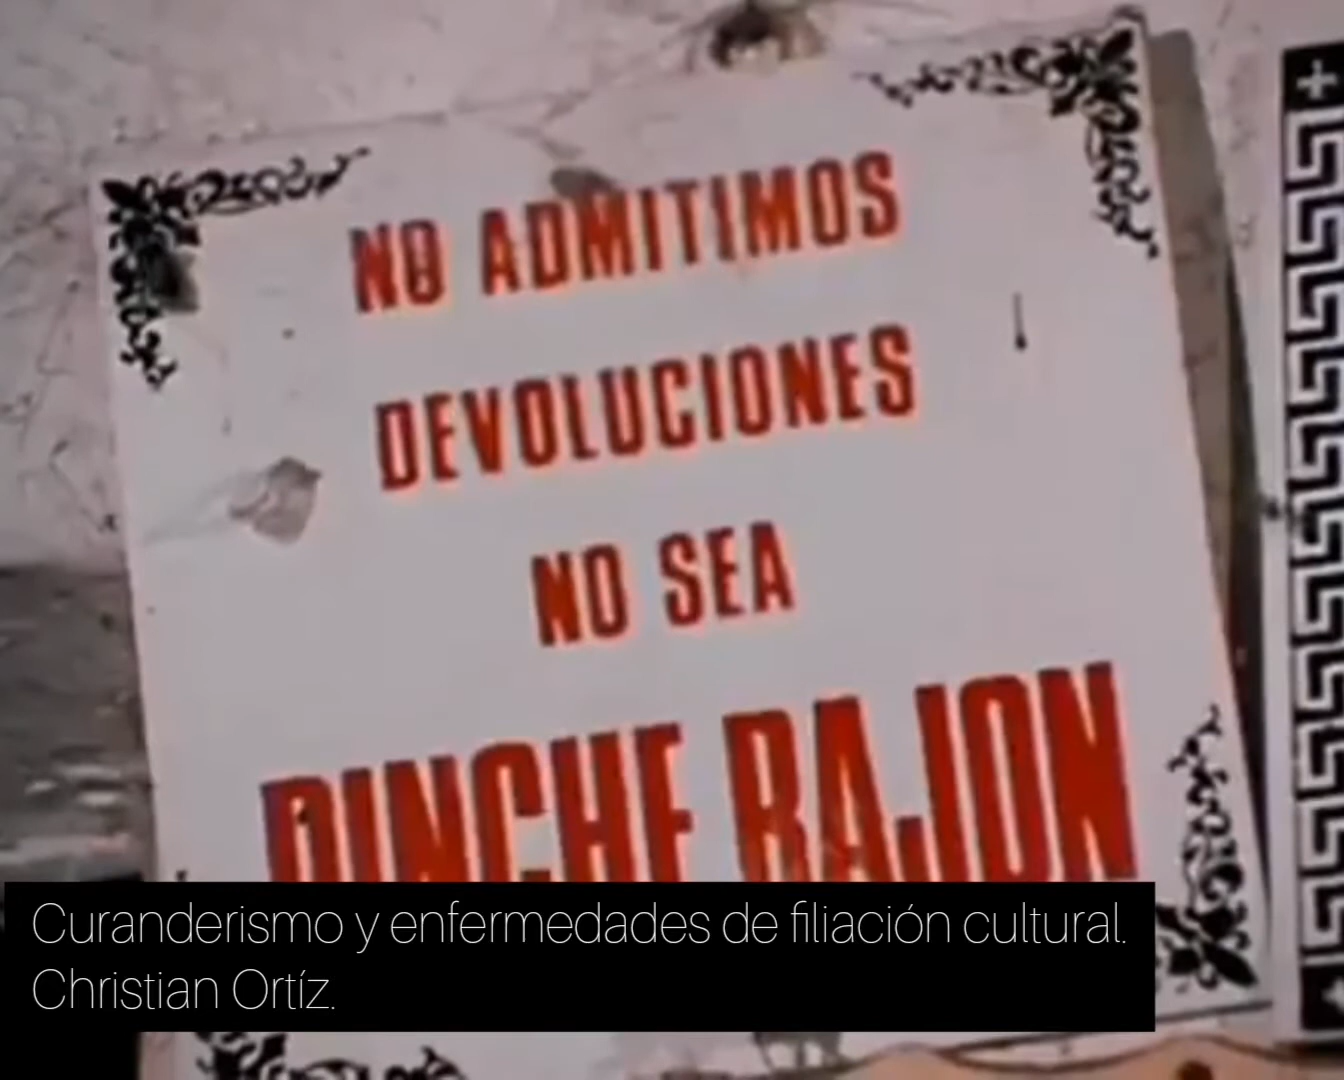 NO ADMITIMOS
DEVOLUCIONES
NO SEA
PINCHE RAJON
Curanderismo y enfermedades de filiación cultural.
Christian Ortíz.